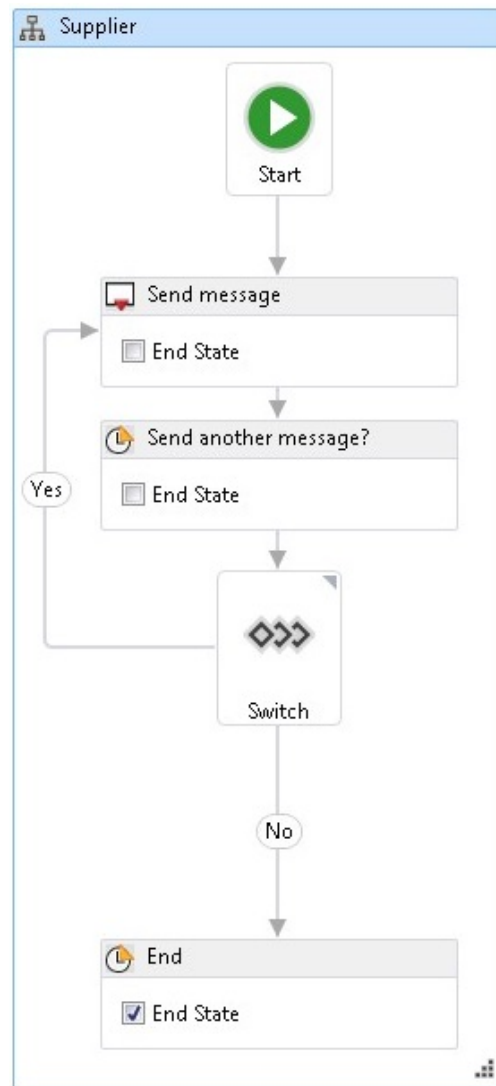 Supplier
Start
Send message
End State
Send another message?
End State
Yes
Switch
No
End
End State